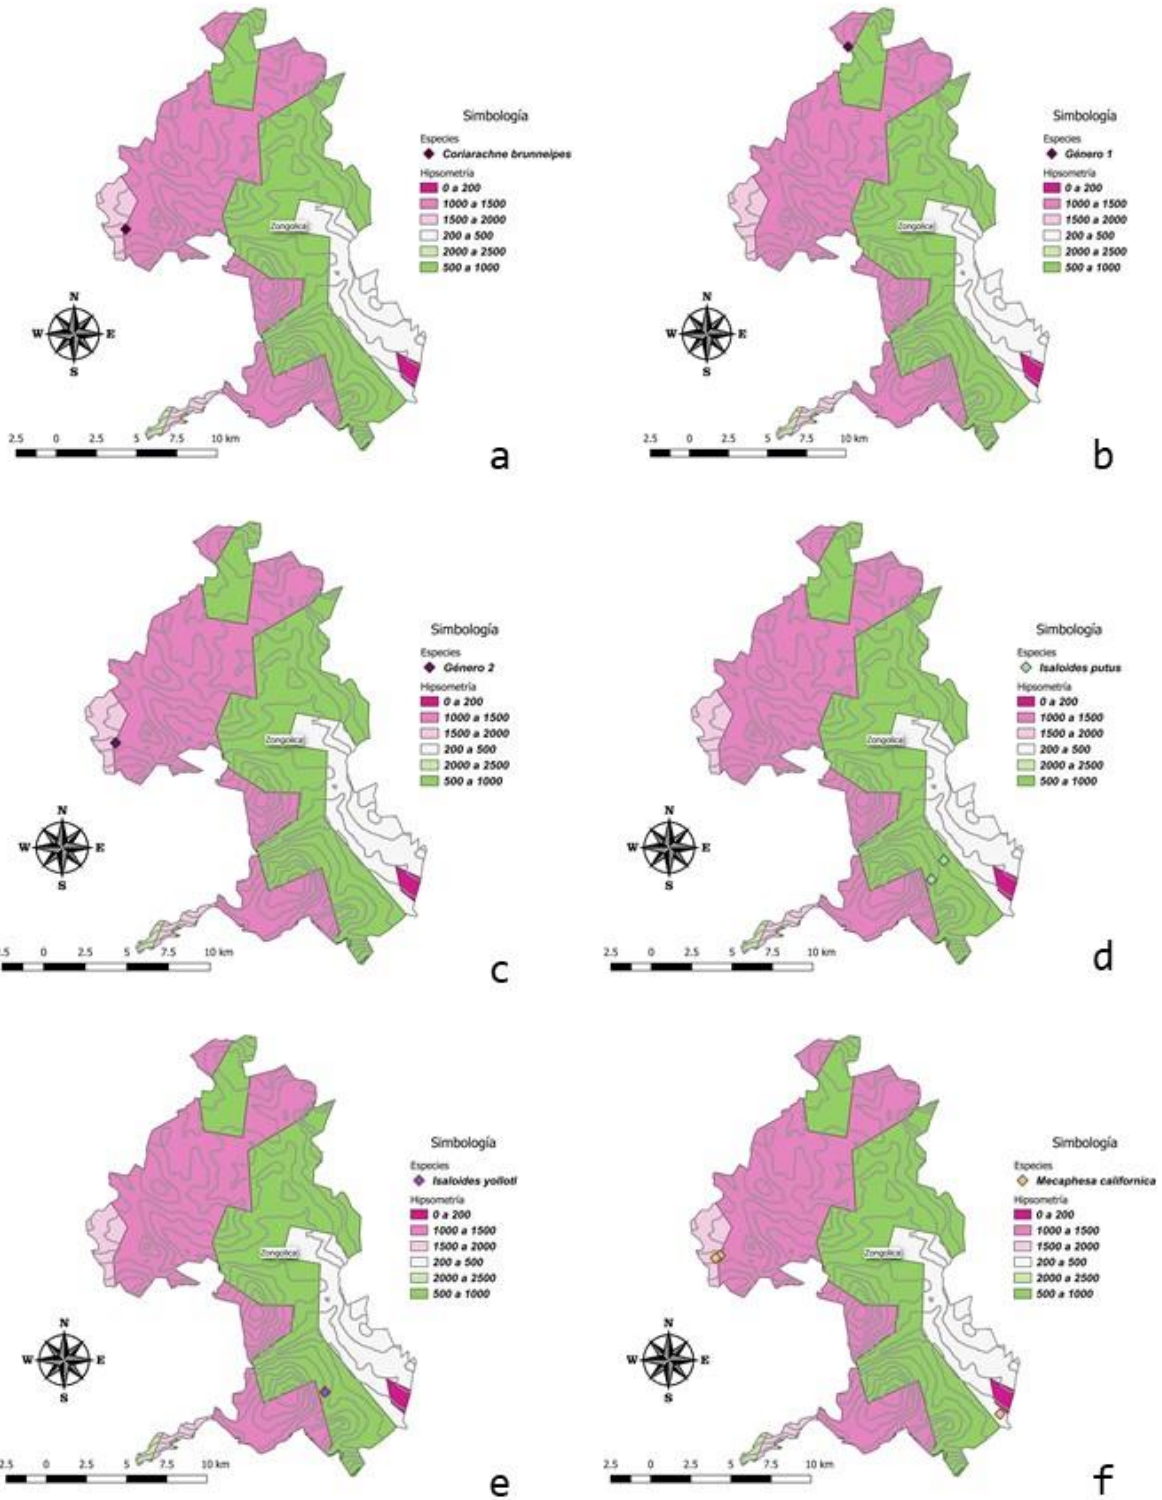 Simbología
Especies
Coriarachne brunneipes
Hipsometría
0 a 200
1000 a 1500
1500 a 2000
200 a 500
2000 a 2500
500 a 1000
Zongolica
N
W E
S
2.5 0 2.5 5 7.5 10 km
a
Simbología
Especies
Género 1
Hipsometría
0 a 200
1000 a 1500
1500 a 2000
200 a 500
2000 a 2500
500 a 1000
Zongolica
N
W E
S
2.5 0 2.5 5 7.5 10 km
b
Simbología
Especies
Género 2
Hipsometría
0 a 200
1000 a 1500
1500 a 2000
200 a 500
2000 a 2500
500 a 1000
Zongolica
N
W E
S
.5 0 2.5 5 7.5 10 km
c
Simbología
Especies
Isaloides putus
Hipsometría
0 a 200
1000 a 1500
1500 a 2000
200 a 500
2000 a 2500
500 a 1000
Zongolica
N
W E
S
2.5 0 2.5 5 7.5 10 km
d
Simbología
Especies
Isaloides yollotl
Hipsometría
0 a 200
1000 a 1500
1500 a 2000
200 a 500
2000 a 2500
500 a 1000
Zongolica
N
W E
S
2.5 0 2.5 5 7.5 10 km
e
Simbología
Especies
Mecaphesa californica
Hipsometría
0 a 200
1000 a 1500
1500 a 2000
200 a 500
2000 a 2500
500 a 1000
Zongolica
N
W E
S
2.5 0 2.5 5 7.5 10 km
f